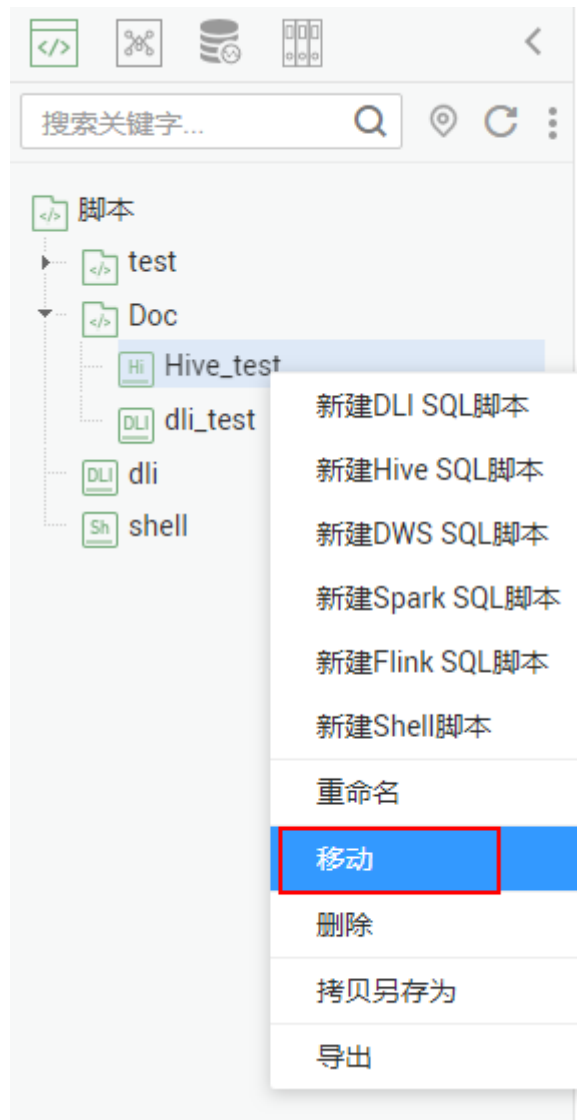 </>
搜索关键字...
</> 脚本
</> test
</> Doc
Hi Hive_test
DLI dli_test
DLI dli
Sh shell
新建DLI SQL脚本
新建Hive SQL脚本
新建DWS SQL脚本
新建Spark SQL脚本
新建Flink SQL脚本
新建Shell脚本
重命名
移动
删除
拷贝另存为
导出